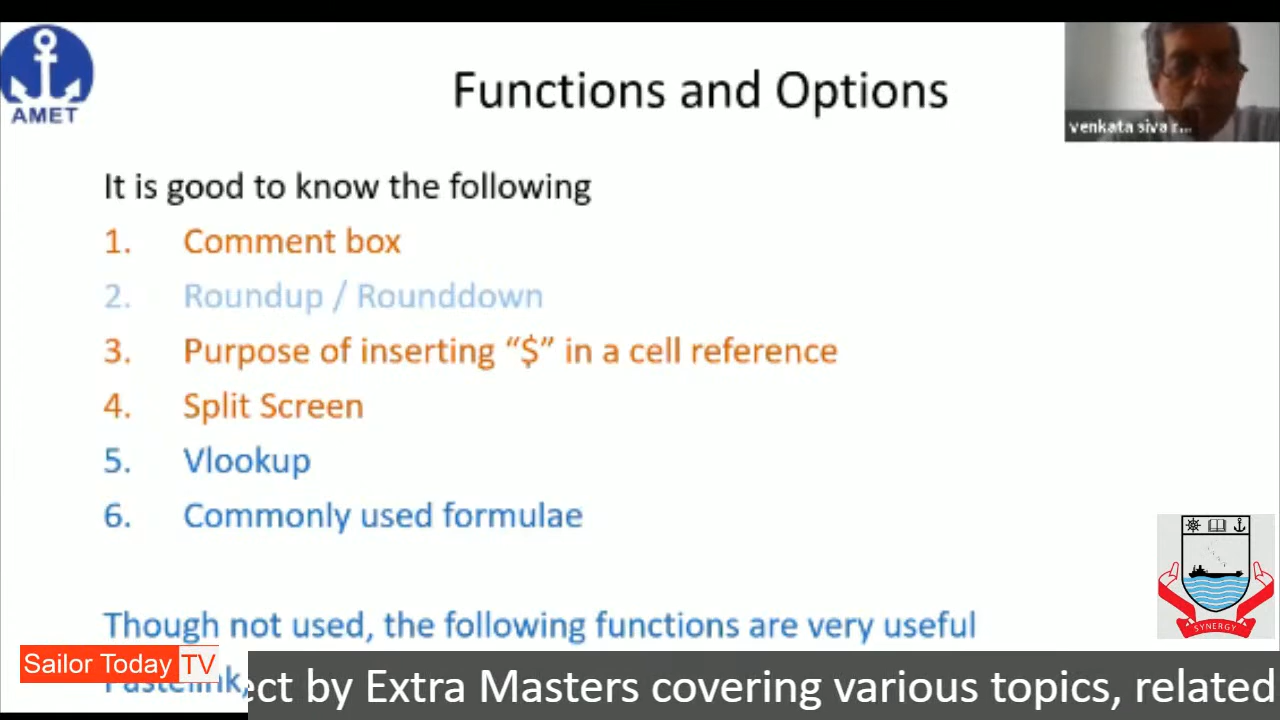 AMET
Functions and Options
venkata siva r...
It is good to know the following
1. Comment box
2. Roundup / Rounddown
3. Purpose of inserting “$” in a cell reference
4. Split Screen
5. Vlookup
6. Commonly used formulae
SYNERGY
Though not used, the following functions are very useful
Sailor Today TV
ect by Extra Masters covering various topics, related